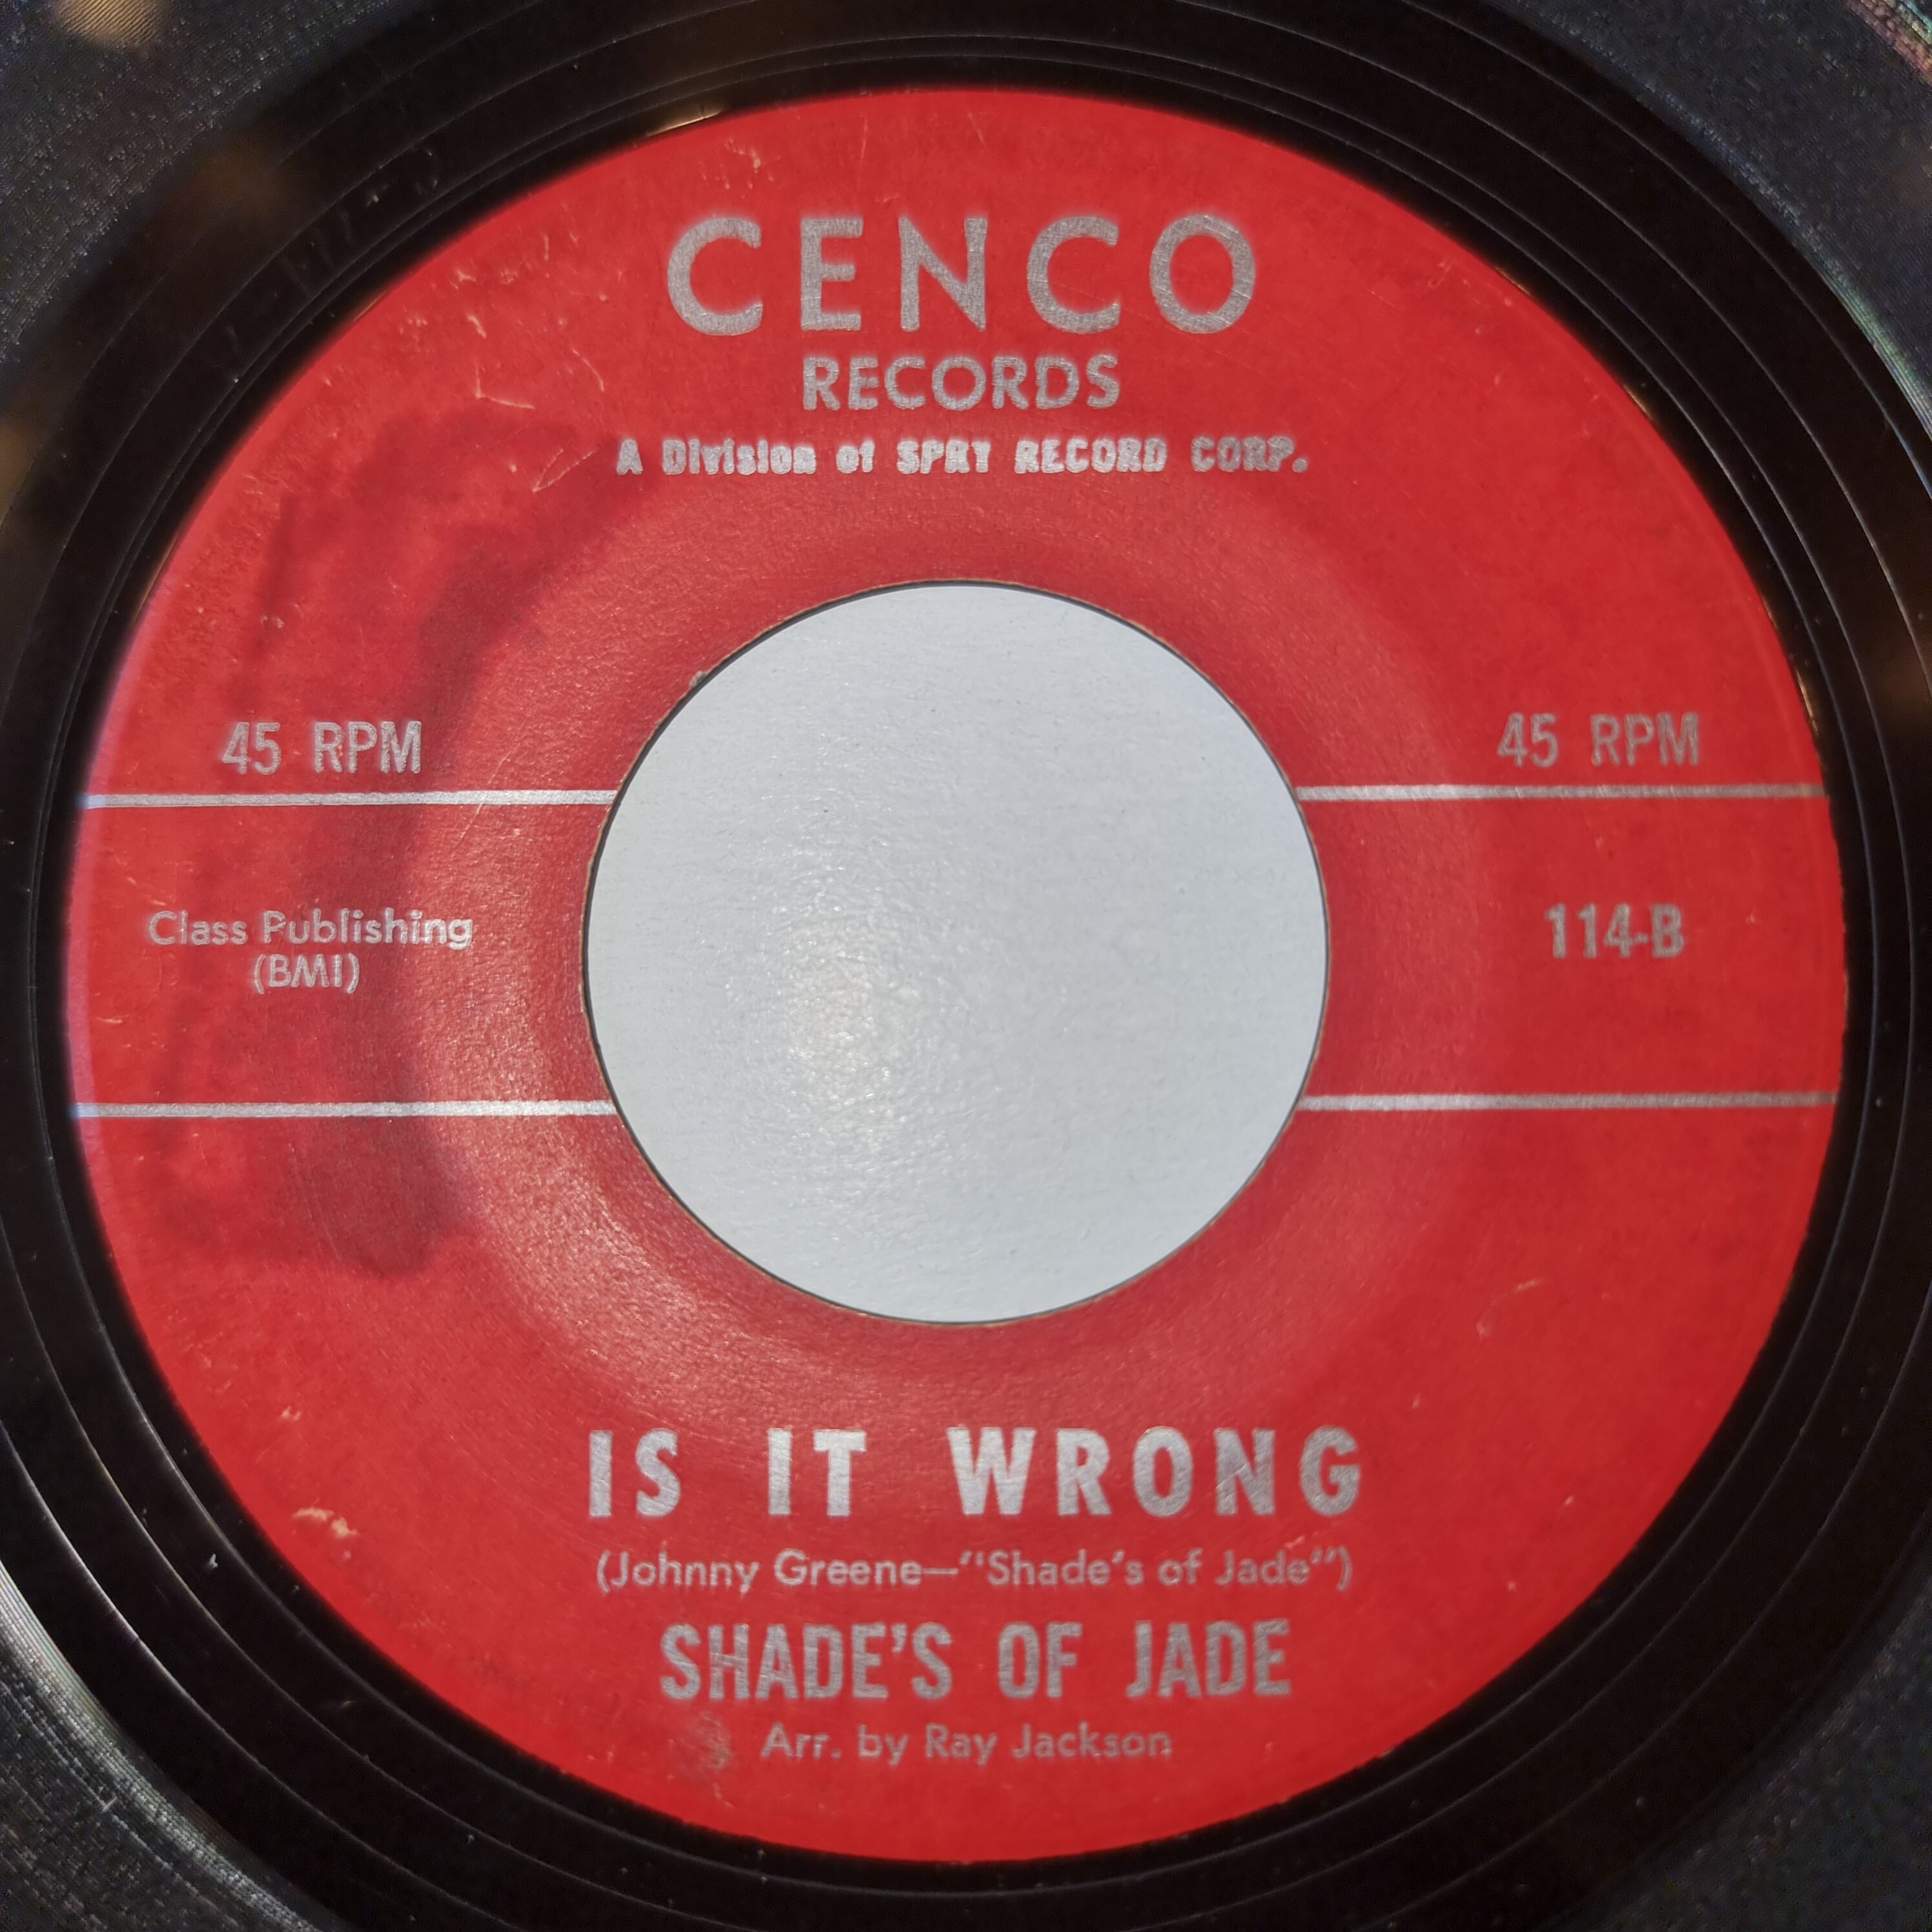 CENCO
RECORDS
A Division of SPRT RECORD CORP.
45 RPM
45 RPM
Class Publishing
(BMI)
114-B
IS IT WRONG
(Johnny Greene—"Shade's of Jade")
SHADE'S OF JADE
Arr. by Ray Jackson